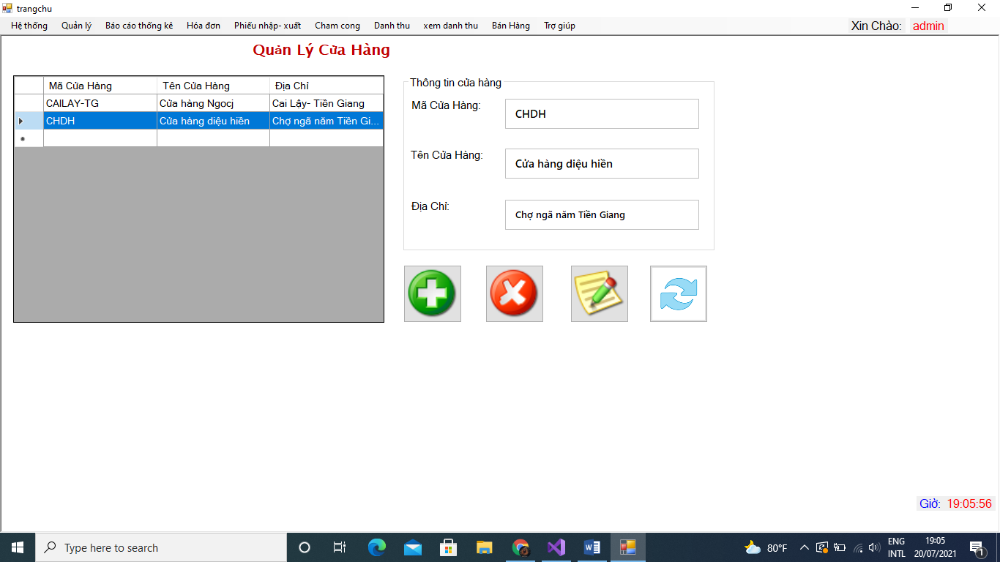 trangchu
Hệ thống Quản lý Báo cáo thống kê Hóa đơn Phiếu nhập- xuất Cham cong Danh thu xem danh thu Bán Hàng Trợ giúp Xin Chào: admin
Quản Lý Cửa Hàng
Mã Cửa Hàng Tên Cửa Hàng Địa Chỉ
CAILAY-TG Cửa hàng Ngocj Cai Lậy- Tiền Giang
CHDH Cửa hàng diệu hiền Chợ ngã năm Tiền Gi...
Thông tin cửa hàng
Mã Cửa Hàng: CHDH
Tên Cửa Hàng: Cửa hàng diệu hiền
Địa Chỉ: Chợ ngã năm Tiền Giang
Giờ: 19:05:56
Type here to search
80°F
ENG
INTL
19:05
20/07/2021
1